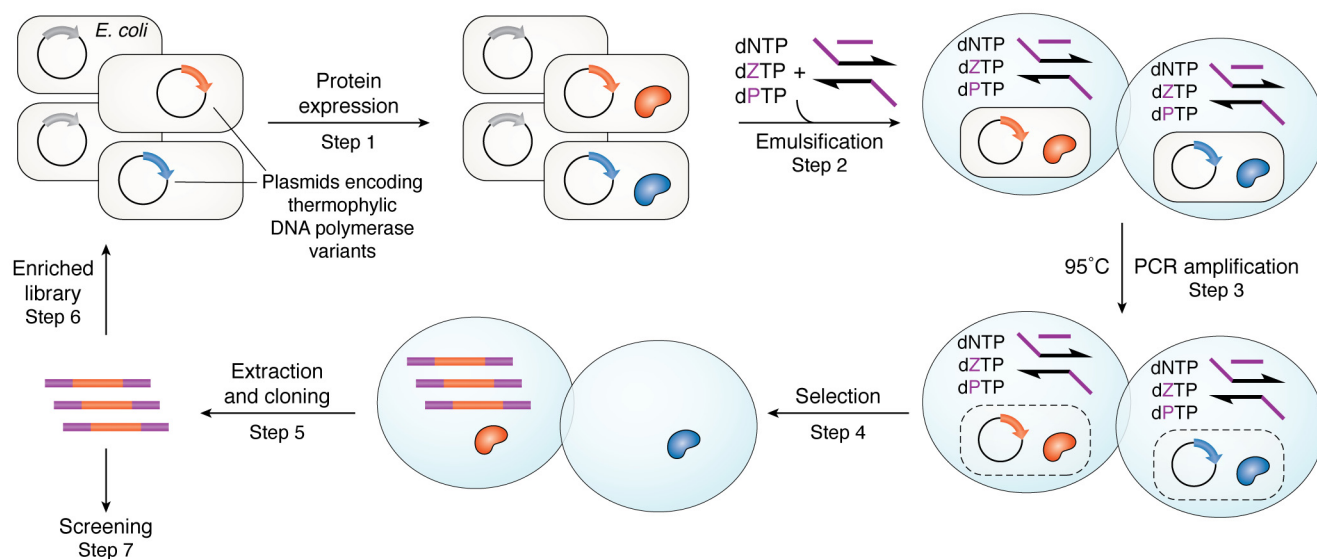 E. coli
Protein
expression
Step 1
Plasmids encoding
thermophylic
DNA polymerase
variants
dNTP
dZTP +
dPTP
Emulsification
Step 2
dNTP
dZTP
dPTP
dNTP
dZTP
dPTP
95°C
PCR amplification
Step 3
dNTP
dZTP
dPTP
dNTP
dZTP
dPTP
Selection
Step 4
Extraction
and cloning
Step 5
Enriched
library
Step 6
Screening
Step 7